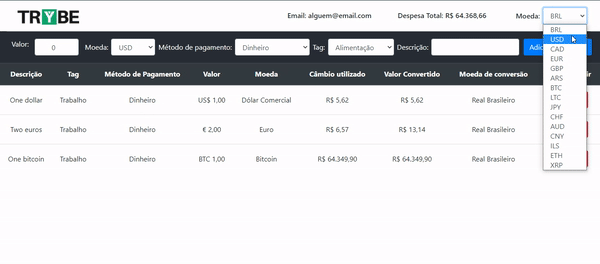 TRYBE Email: alguem@email.com Despesa Total: R$ 64.368,66 Moeda: BRL
BRL
USD
CAD
EUR
GBP
ARS
BTC
LTC
JPY
CHF
AUD
CNY
ILS
ETH
XRP
Valor: 0 Moeda: USD Método de pagamento: Dinheiro Tag: Alimentação Descrição:
Descrição Tag Método de Pagamento Valor Moeda Câmbio utilizado Valor Convertido Moeda de conversão
One dollar Trabalho Dinheiro US$ 1,00 Dólar Comercial R$ 5,62 R$ 5,62 Real Brasileiro
Two euros Trabalho Dinheiro € 2,00 Euro R$ 6,57 R$ 13,14 Real Brasileiro
One bitcoin Trabalho Dinheiro BTC 1,00 Bitcoin R$ 64.349,90 R$ 64.349,90 Real Brasileiro